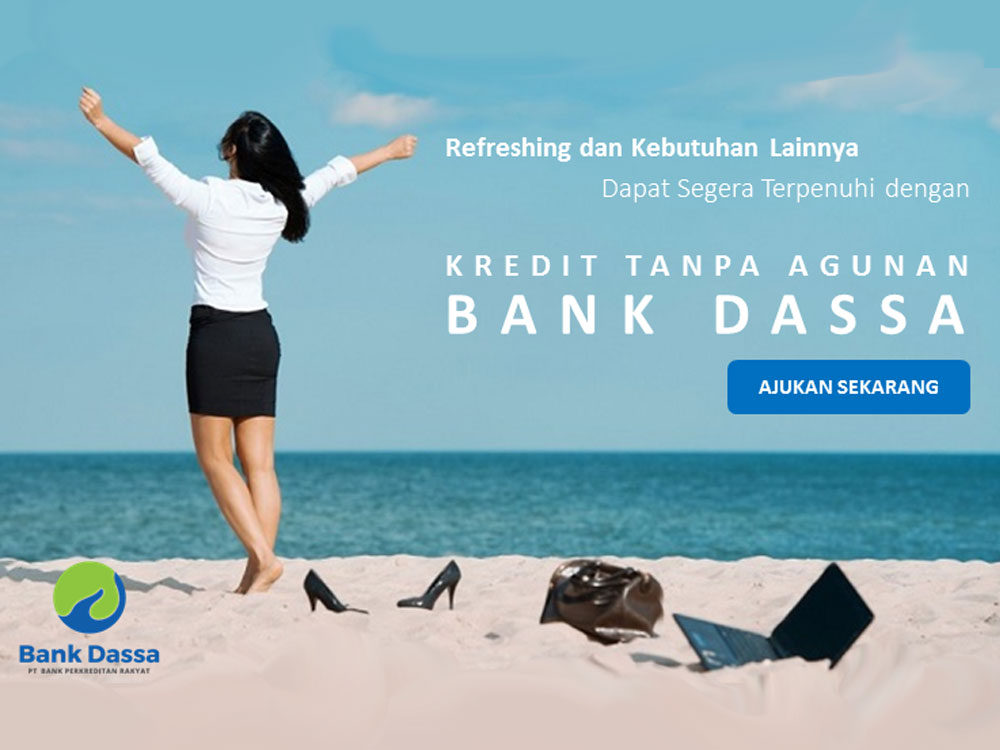 Refreshing dan Kebutuhan Lainnya
Dapat Segera Terpenuhi dengan
KREDIT TANPA AGUNAN
BANK DASSA
AJUKAN SEKARANG
Bank Dassa
PT BANK PERKREDITAN RAKYAT